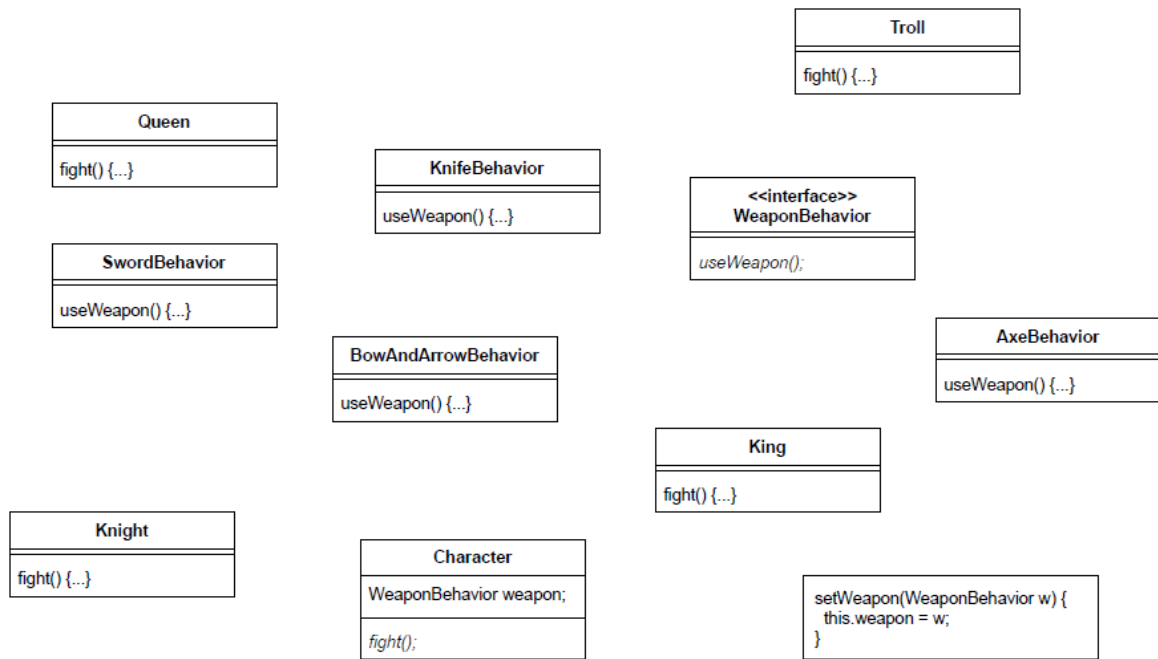 Troll
fight() {...}
Queen
fight() {...}
KnifeBehavior
useWeapon() {...}
<<interface>>
WeaponBehavior
useWeapon();
SwordBehavior
useWeapon() {...}
AxeBehavior
useWeapon() {...}
BowAndArrowBehavior
useWeapon() {...}
King
fight() {...}
Knight
fight() {...}
Character
WeaponBehavior weapon;
fight();
setWeapon(WeaponBehavior w) {
this.weapon = w;
}